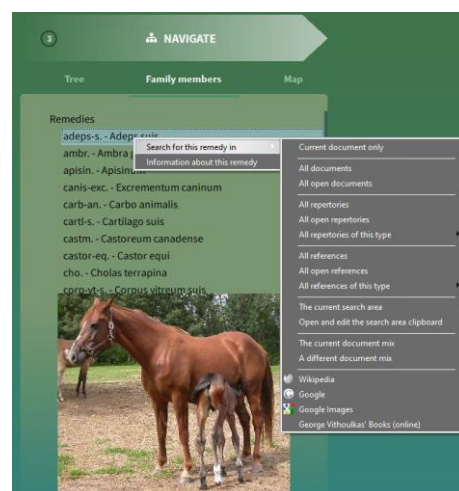 3
NAVIGATE
Tree Family members Map
Remedies
adeps-s. - Adeps suis
ambr. - Ambra
apisin. - Apisinum
canis-exc. - Excrementum caninum
carb-an. - Carbo animalis
cartl-s. - Cartilago suis
castm. - Castoreum canadense
castor-eq. - Castor equi
cho. - Cholas terrapina
corp-vt-s. - Corpus vitreum suis
Search for this remedy in
Information about this remedy
Current document only
All documents
All open documents
All repertories
All open repertories
All repertories of this type
All references
All open references
All references of this type
The current search area
Open and edit the search area clipboard
The current document mix
A different document mix
Wikipedia
Google
Google Images
George Vithoulkas' Books (online)